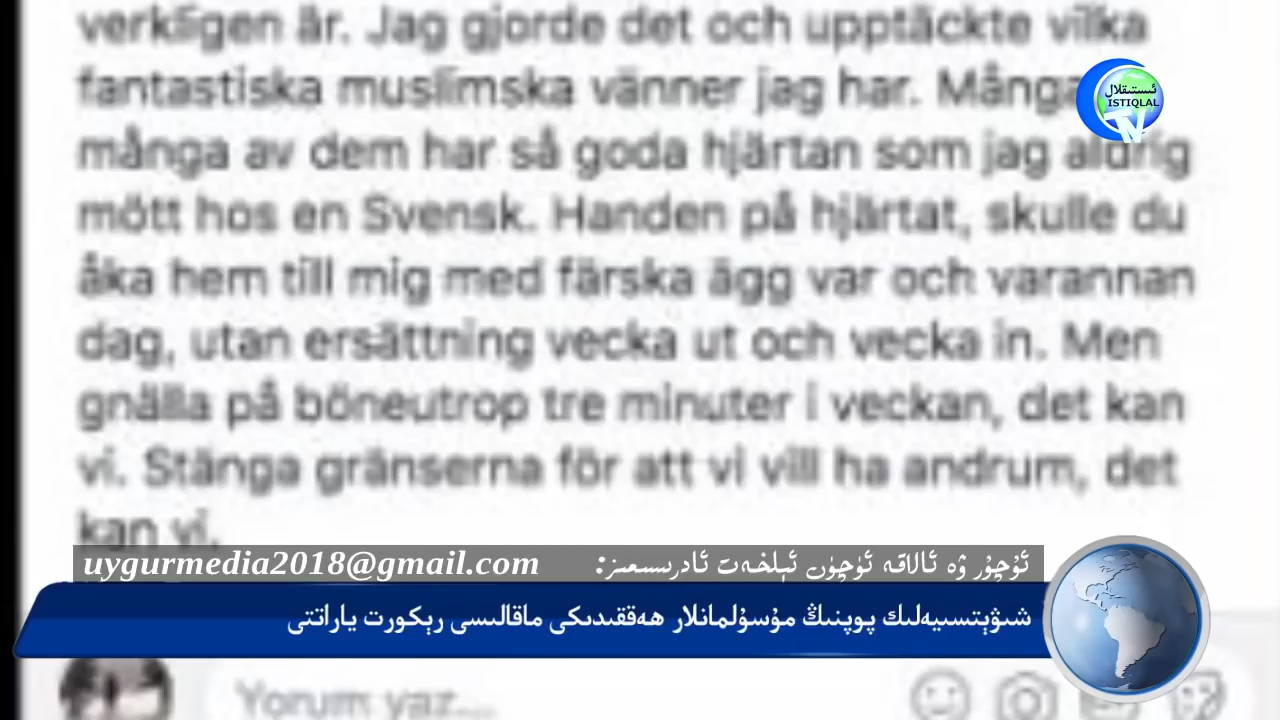 verkligen är. Jag gjorde det och upptäckte vilka
fantastiska muslimska vänner jag har. Många
många av dem har så goda hjärtan som jag aldrig
mött hos en Svensk. Handen på hjärtat, skulle du
åka hem till mig med färska ägg var och varannan
dag, utan ersättning vecka ut och vecka in. Men
gnälla på böneutrop tre minuter i veckan, det kan
vi. Stänga gränserna för att vi vill ha andrum, det
kan vi.
ئىستىقلال
ISTIQLAL
TV
ئۇچۇر ۋە ئالاقە ئۈچۈن ئېلخەت ئادرىسىمىز: uygurmedia2018@gmail.com
شىۋېتسىيەلىك پوپنىڭ مۇسۇلمانلار ھەققىدىكى ماقالىسى رېكورت ياراتتى
Yorum yaz...